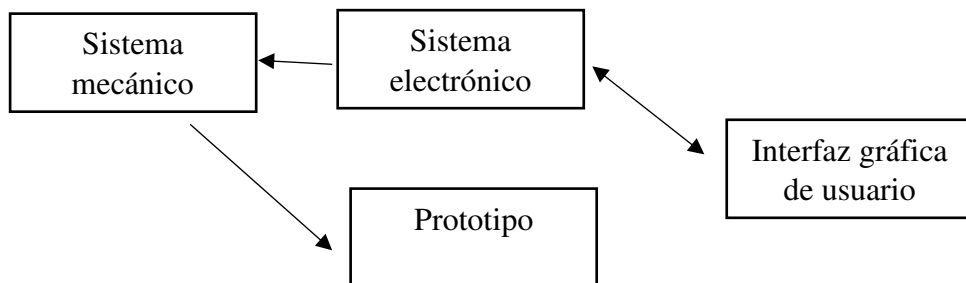 Sistema
mecánico
Sistema
electrónico
Interfaz gráfica
de usuario
Prototipo